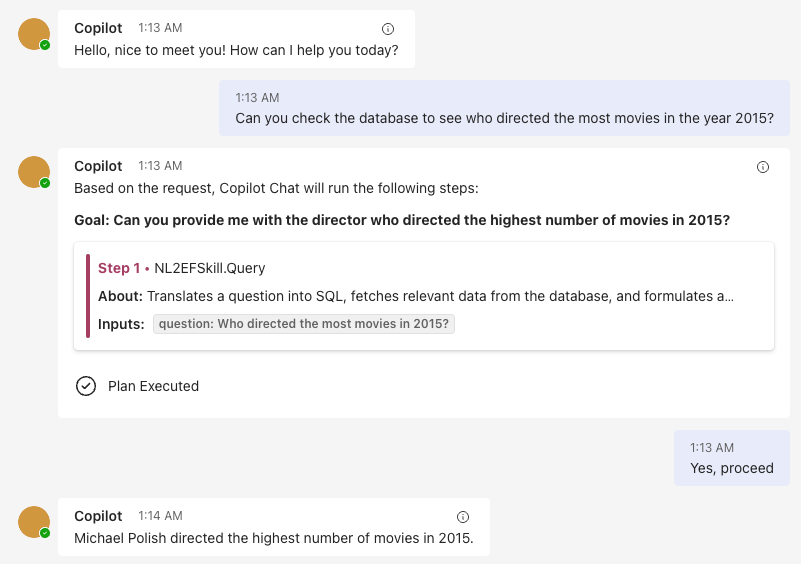 Copilot 1:13 AM
Hello, nice to meet you! How can I help you today?
1:13 AM
Can you check the database to see who directed the most movies in the year 2015?
Copilot 1:13 AM
Based on the request, Copilot Chat will run the following steps:
Goal: Can you provide me with the director who directed the highest number of movies in 2015?
Step 1 • NL2EFSkill.Query
About: Translates a question into SQL, fetches relevant data from the database, and formulates a...
Inputs: question: Who directed the most movies in 2015?
Plan Executed
1:13 AM
Yes, proceed
Copilot 1:14 AM
Michael Polish directed the highest number of movies in 2015.